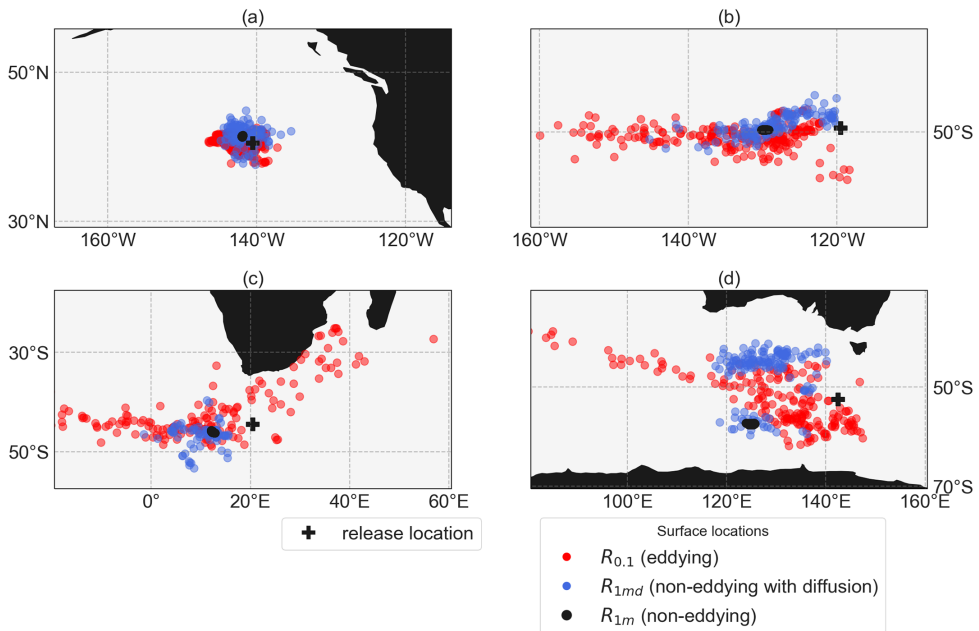 (a)
50°N
30°N
160°W
140°W
120°W
(b)
50°S
160°W
140°W
120°W
(c)
30°S
50°S
0°
20°E
40°E
60°E
(d)
50°S
70°S
100°E
120°E
140°E
160°E
release location
Surface locations
R0.1 (eddying)
R1md (non-eddying with diffusion)
R1m (non-eddying)